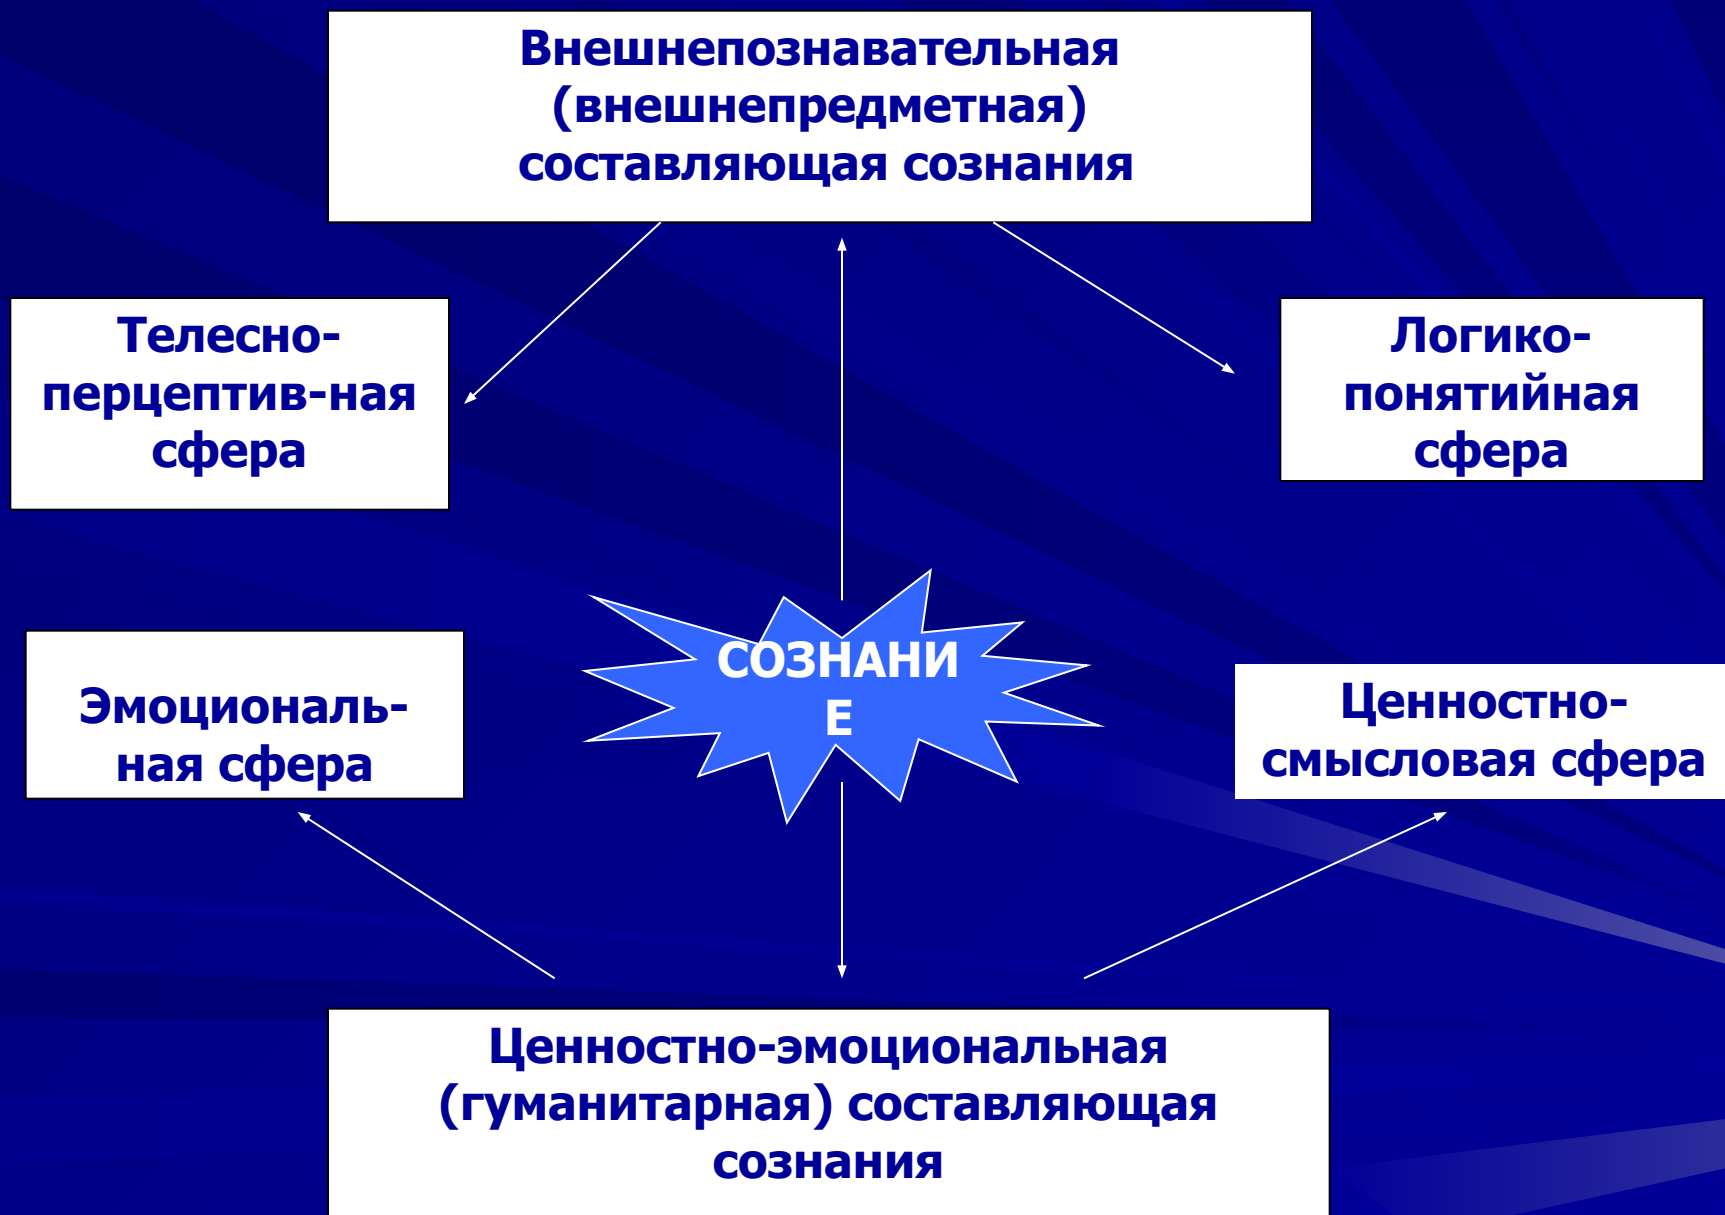 Внешнепознавательная
(внешнепредметная)
составляющая сознания
Телесно-
перцептив-ная
сфера
Логико-
понятийная
сфера
СОЗНАНИ
Е
Эмоциональ-
ная сфера
Ценностно-
смысловая сфера
Ценностно-эмоциональная
(гуманитарная) составляющая
сознания